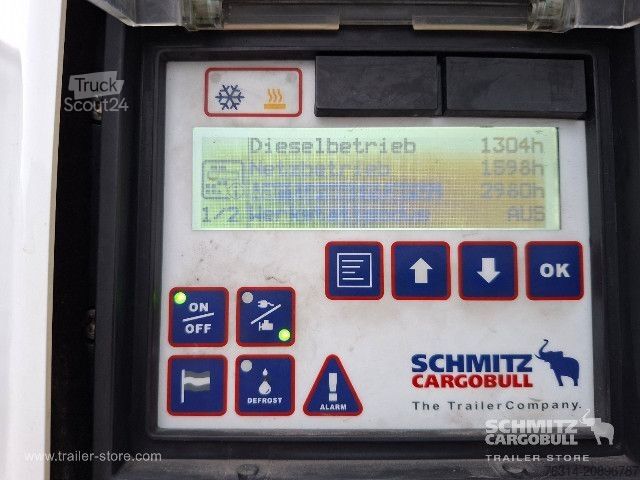 Truck
Scout24
Dieselbetrieb 1304h
Netzbetrieb 1598h
2960h
1/2 AUS
OK
ON
OFF
DEFROST
ALARM
SCHMITZ
CARGOBULL
The TrailerCompany.
SCHMITZ
CARGOBULL
TRAILER STORE
www.trailer-store.com